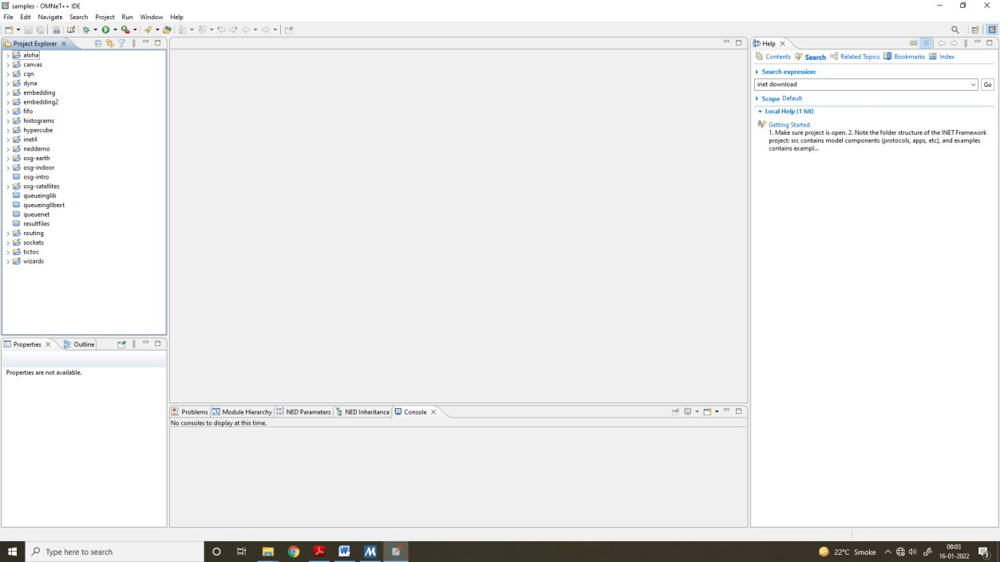 samples - OMNeT++ IDE
File Edit Navigate Search Project Run Window Help
Project Explorer
aloha
canvas
cqn
dyna
embedding
embedding2
fifo
histograms
hypercube
inet4
neddemo
osg-earth
osg-indoor
osg-intro
osg-satellites
queueinglib
queueinglibext
queuenet
resultfiles
routing
sockets
tictoc
wizards
Properties Outline
Properties are not available.
Problems Module Hierarchy NED Parameters NED Inheritance Console
No consoles to display at this time.
Help
Contents Search Related Topics Bookmarks Index
Search expression:
inet download
Go
Scope Default
Local Help (1 hit)
Getting Started
1. Make sure project is open. 2. Note the folder structure of the INET Framework
project: src contains model components (protocols, apps, etc), and examples
contains exampl...
Type here to search
22°C Smoke
08:03
16-01-2022
3